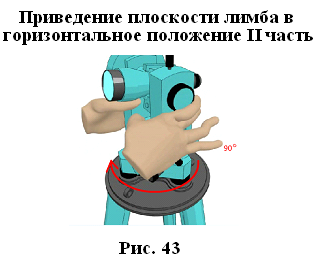 Приведение плоскости лимба в
горизонтальное положение II часть
90°
Рис. 43